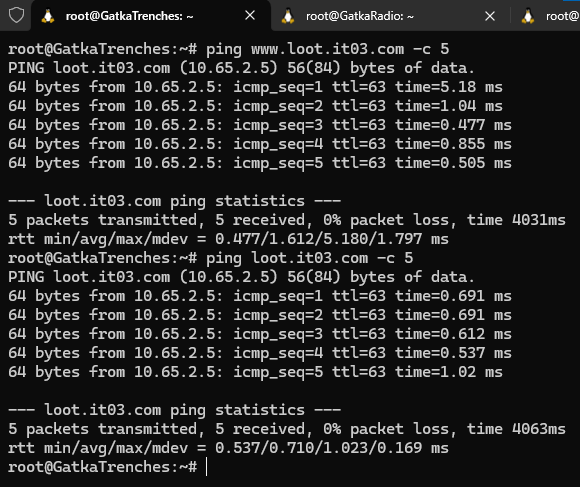 root@GatkaTrenches: ~
root@GatkaRadio: ~
root@
root@GatkaTrenches:~# ping www.loot.it03.com -c 5
PING loot.it03.com (10.65.2.5) 56(84) bytes of data.
64 bytes from 10.65.2.5: icmp_seq=1 ttl=63 time=5.18 ms
64 bytes from 10.65.2.5: icmp_seq=2 ttl=63 time=1.04 ms
64 bytes from 10.65.2.5: icmp_seq=3 ttl=63 time=0.477 ms
64 bytes from 10.65.2.5: icmp_seq=4 ttl=63 time=0.855 ms
64 bytes from 10.65.2.5: icmp_seq=5 ttl=63 time=0.505 ms
--- loot.it03.com ping statistics ---
5 packets transmitted, 5 received, 0% packet loss, time 4031ms
rtt min/avg/max/mdev = 0.477/1.612/5.180/1.797 ms
root@GatkaTrenches:~# ping loot.it03.com -c 5
PING loot.it03.com (10.65.2.5) 56(84) bytes of data.
64 bytes from 10.65.2.5: icmp_seq=1 ttl=63 time=0.691 ms
64 bytes from 10.65.2.5: icmp_seq=2 ttl=63 time=0.691 ms
64 bytes from 10.65.2.5: icmp_seq=3 ttl=63 time=0.612 ms
64 bytes from 10.65.2.5: icmp_seq=4 ttl=63 time=0.537 ms
64 bytes from 10.65.2.5: icmp_seq=5 ttl=63 time=1.02 ms
--- loot.it03.com ping statistics ---
5 packets transmitted, 5 received, 0% packet loss, time 4063ms
rtt min/avg/max/mdev = 0.537/0.710/1.023/0.169 ms
root@GatkaTrenches:~#